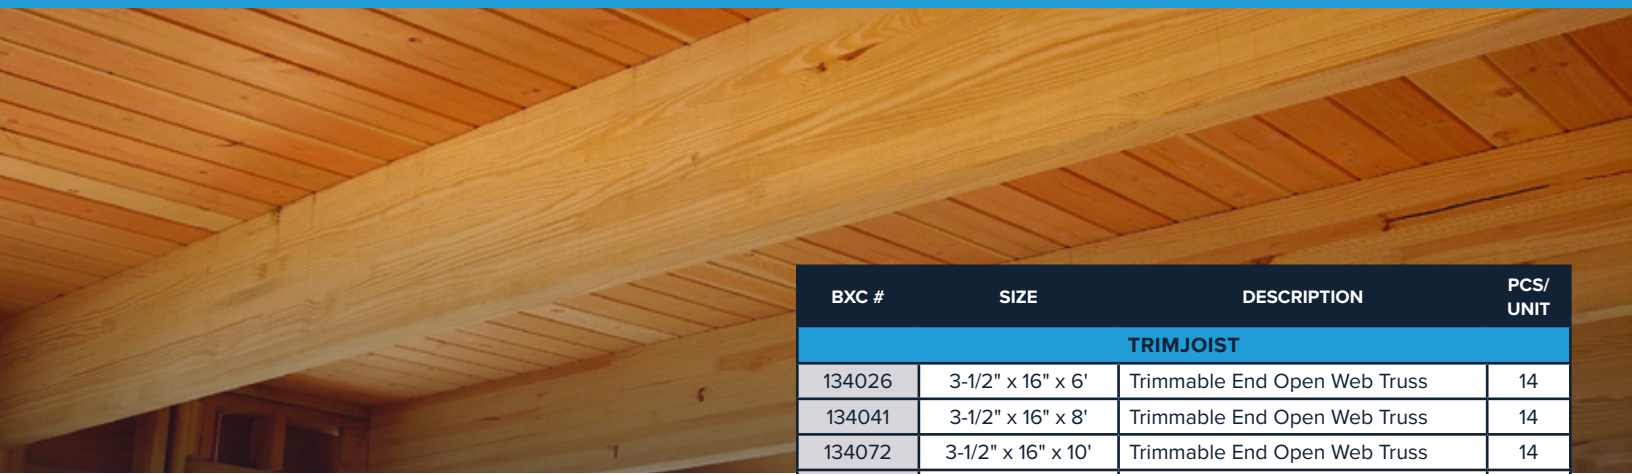 BXC # SIZE DESCRIPTION PCS/
UNIT
TRIMJOIST
134026 3-1/2" x 16" x 6' Trimmable End Open Web Truss 14
134041 3-1/2" x 16" x 8' Trimmable End Open Web Truss 14
134072 3-1/2" x 16" x 10' Trimmable End Open Web Truss 14